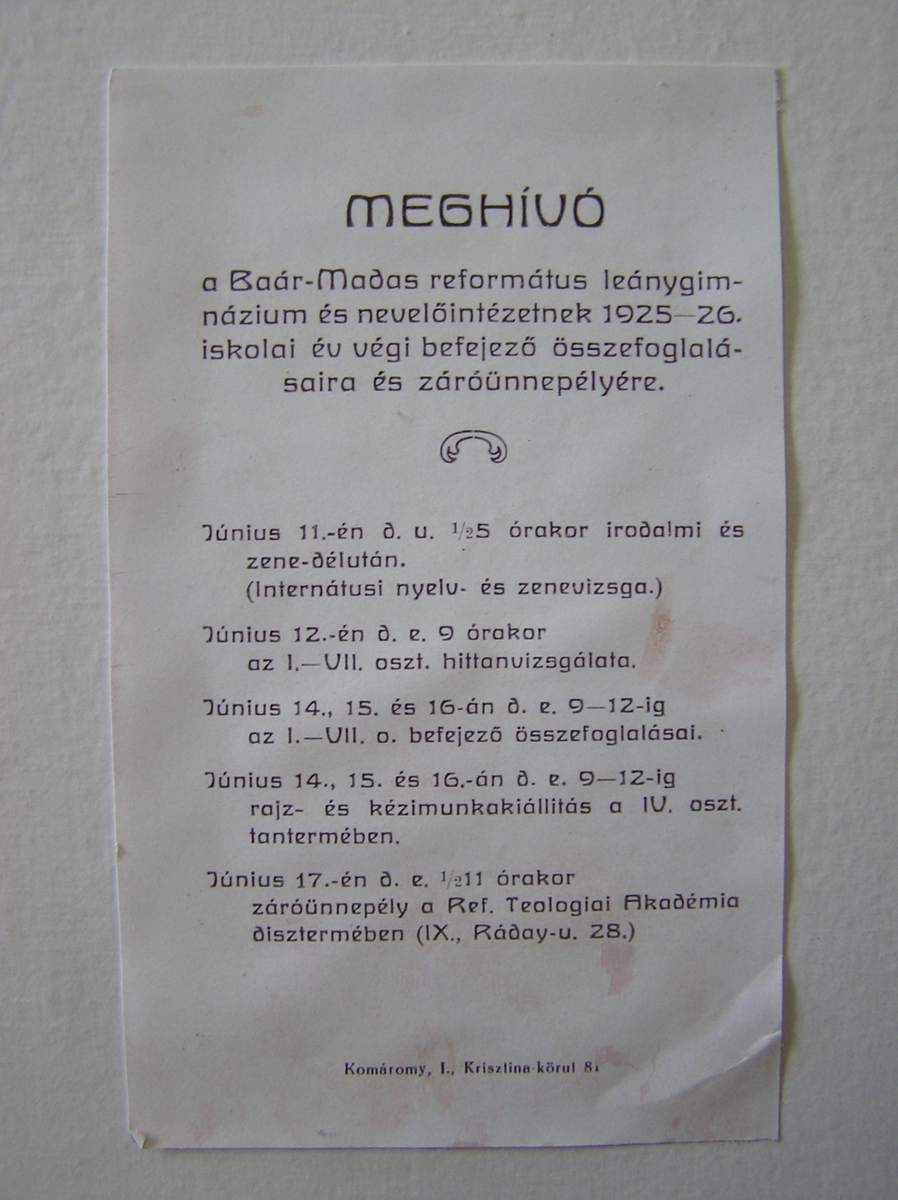 MEGHÍVÓ
a Baár-Madas református leánygim-
názium és nevelőintézetnek 1925—26.
iskolai év végi befejező összefoglalá-
saira és záróünnepélyére.
Június 11.-én d. u. 1/25 órakor irodalmi és
zene-délután.
(Internátusi nyelv- és zenevizsga.)
Június 12.-én d. e. 9 órakor
az I.—VII. oszt. hittanvizsgálata.
Június 14., 15. és 16-án d. e. 9—12-ig
az I.—VII. o. befejező összefoglalásai.
Június 14., 15. és 16.-án d. e. 9—12-ig
rajz- és kézimunkakiállitás a IV. oszt.
tantermében.
Június 17.-én d. e. 1/211 órakor
záróünnepély a Ref. Teologiai Akadémia
disztermében (IX., Ráday-u. 28.)
Komáromy, I., Krisztina-körut